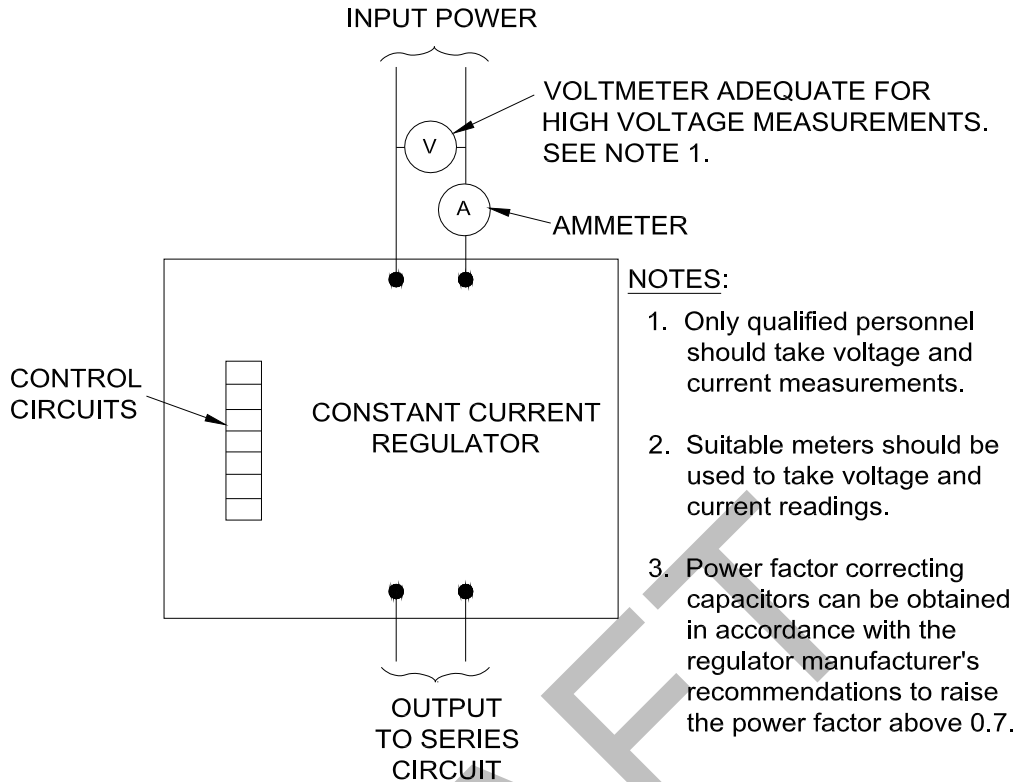 INPUT POWER
VOLTMETER ADEQUATE FOR
HIGH VOLTAGE MEASUREMENTS.
SEE NOTE 1.
V
A
AMMETER
NOTES:
1. Only qualified personnel
should take voltage and
current measurements.
CONTROL
CIRCUITS
CONSTANT CURRENT
REGULATOR
2. Suitable meters should be
used to take voltage and
current readings.
3. Power factor correcting
capacitors can be obtained
in accordance with the
regulator manufacturer's
recommendations to raise
the power factor above 0.7.
OUTPUT
TO SERIES
CIRCUIT